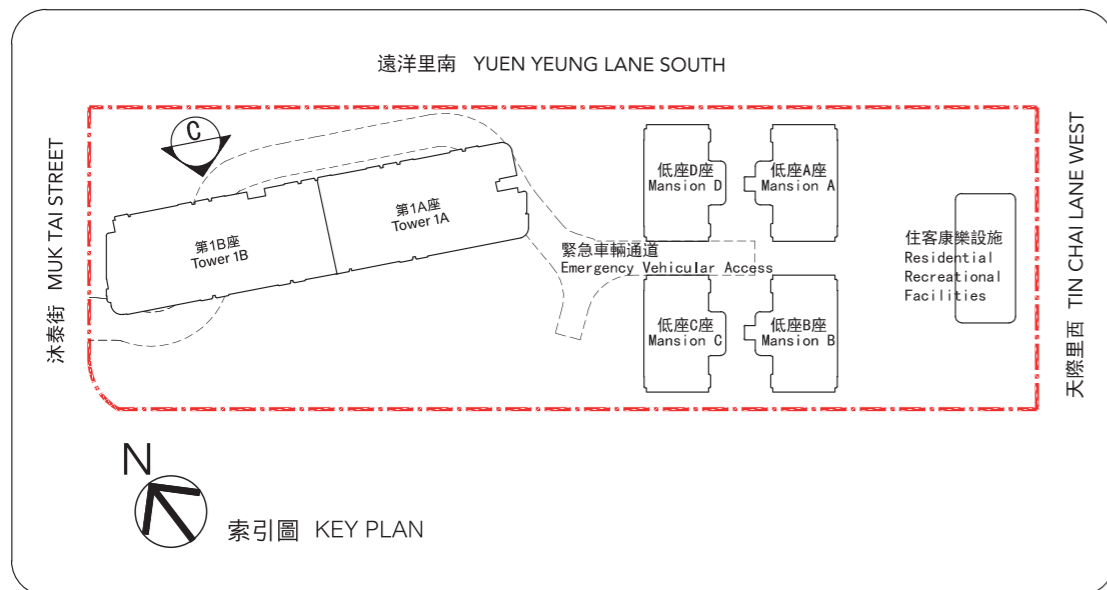 遠洋里南 YUEN YEUNG LANE SOUTH
沐泰街 MUK TAI STREET
C
第1B座
Tower 1B
第1A座
Tower 1A
低座D座
Mansion D
低座A座
Mansion A
緊急車輛通道
Emergency Vehicular Access
低座C座
Mansion C
低座B座
Mansion B
住客康樂設施
Residential
Recreational
Facilities
天際里西 TIN CHAI LANE WEST
N
索引圖 KEY PLAN